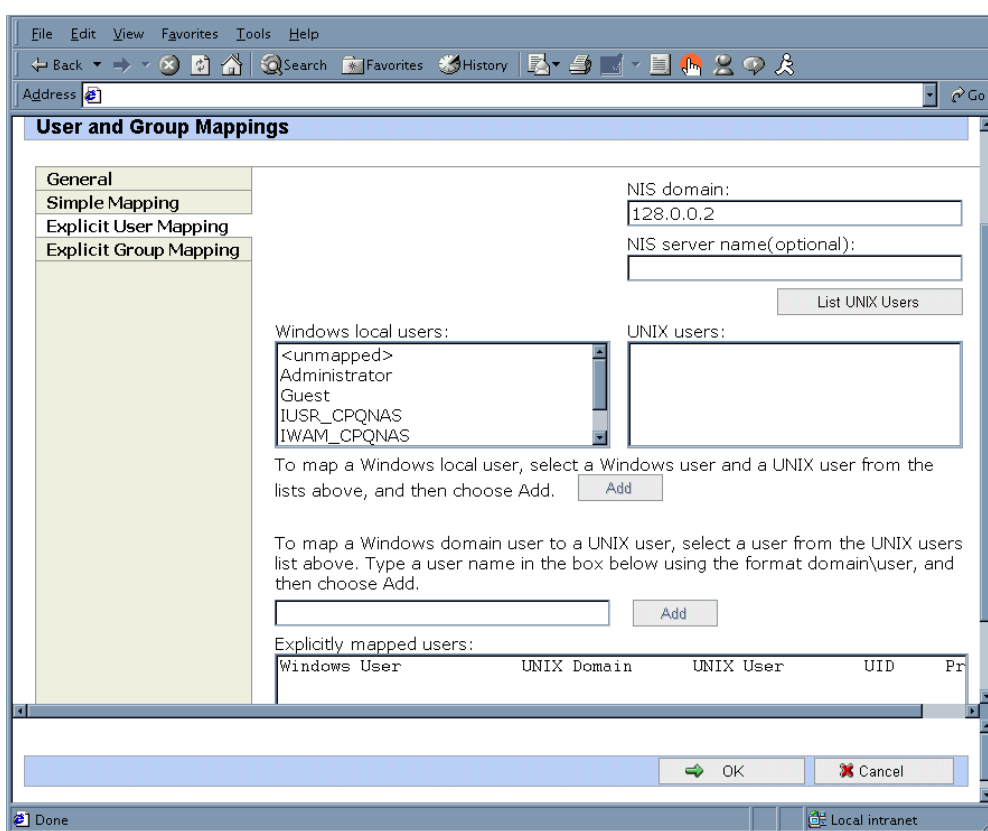 File Edit View Favorites Tools Help
Back Search Favorites History
Address Go
User and Group Mappings
General
Simple Mapping
Explicit User Mapping
Explicit Group Mapping
NIS domain:
128.0.0.2
NIS server name(optional):
List UNIX Users
Windows local users:
<unmapped>
Administrator
Guest
IUSR_CPQNAS
IWAM_CPQNAS
UNIX users:
To map a Windows local user, select a Windows user and a UNIX user from the
lists above, and then choose Add. Add
To map a Windows domain user to a UNIX user, select a user from the UNIX users
list above. Type a user name in the box below using the format domain\user, and
then choose Add.
Add
Explicitly mapped users:
Windows User UNIX Domain UNIX User UID Pr
OK Cancel
Done Local intranet